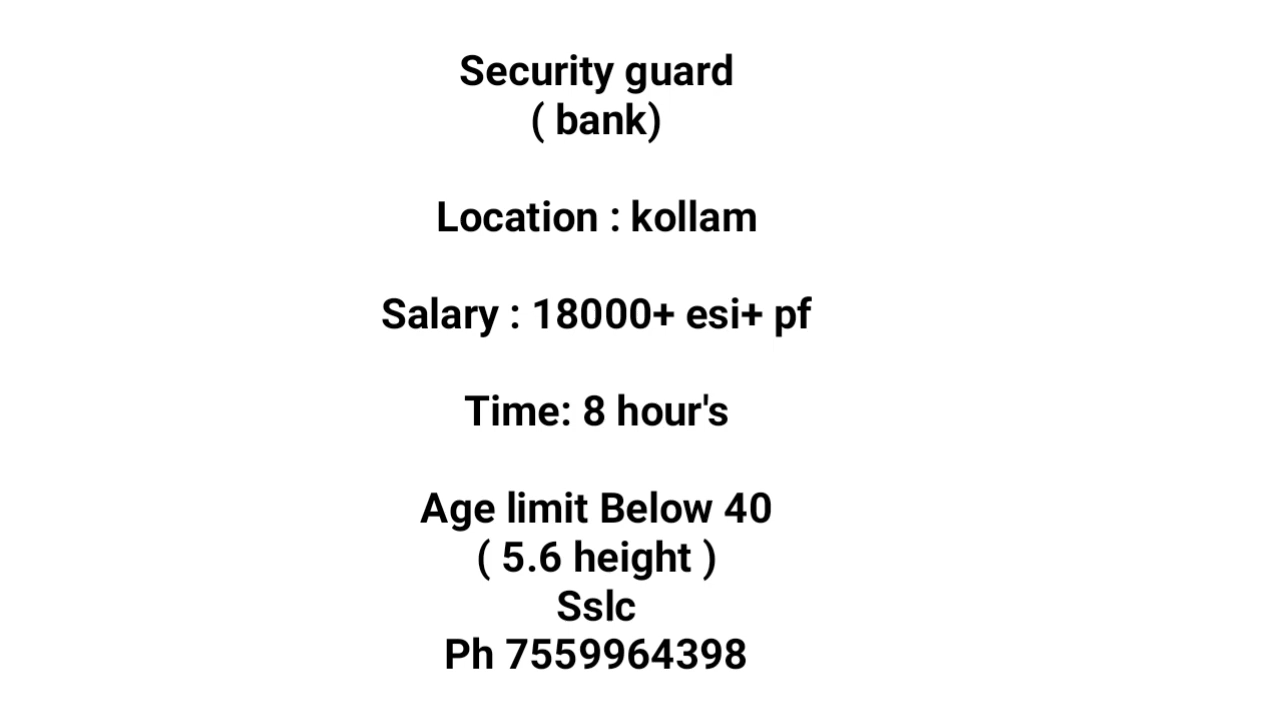 Security guard
( bank)
Location : kollam
Salary : 18000+ esi+ pf
Time: 8 hour's
Age limit Below 40
( 5.6 height )
Sslc
Ph 7559964398